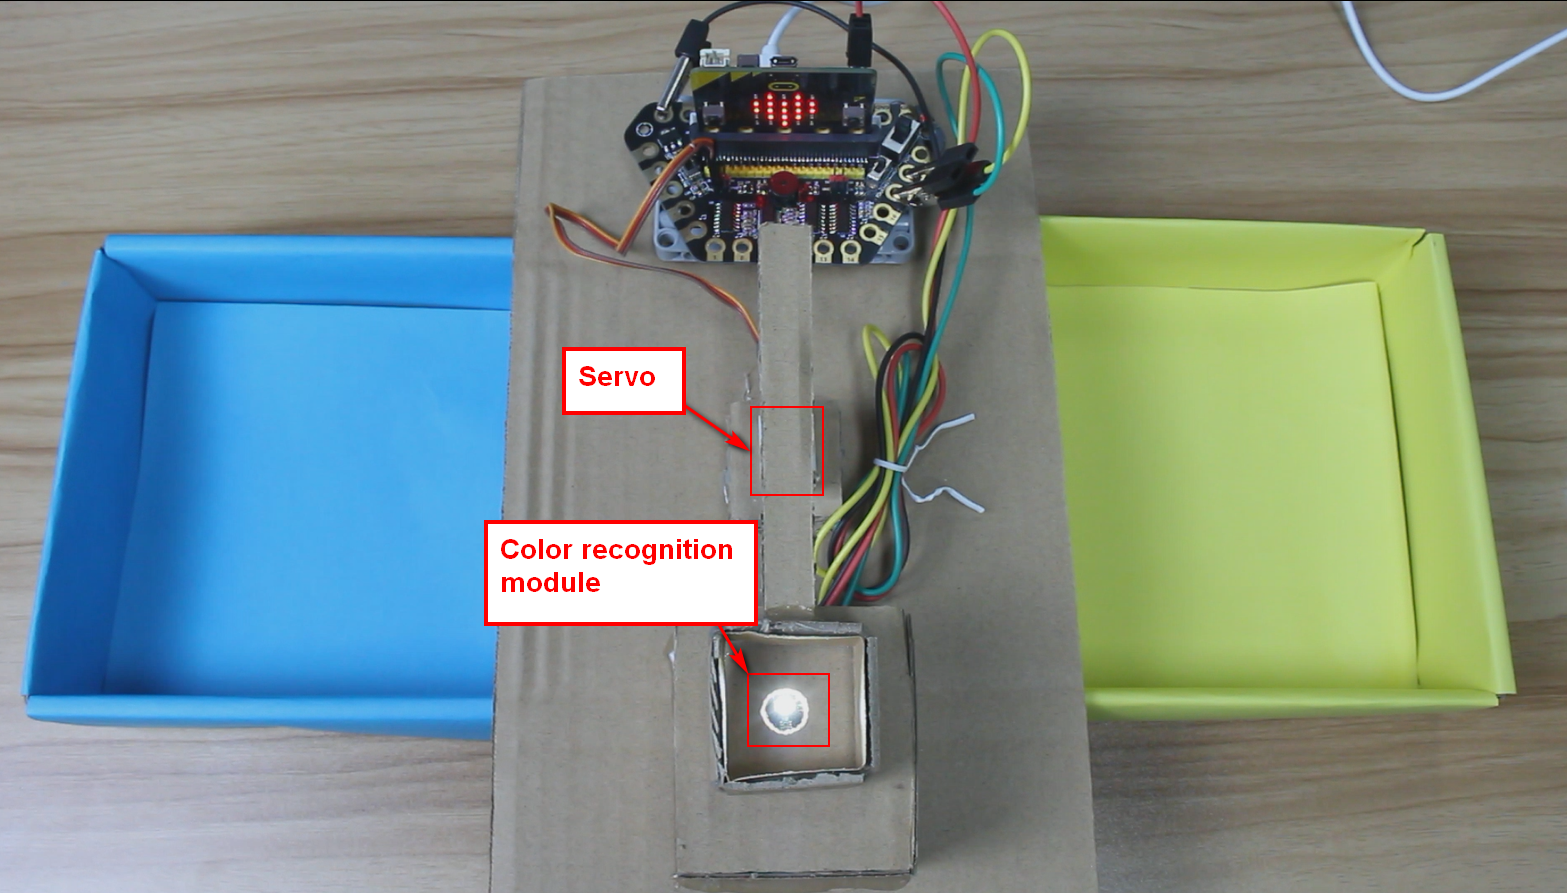 Servo
Color recognition
module